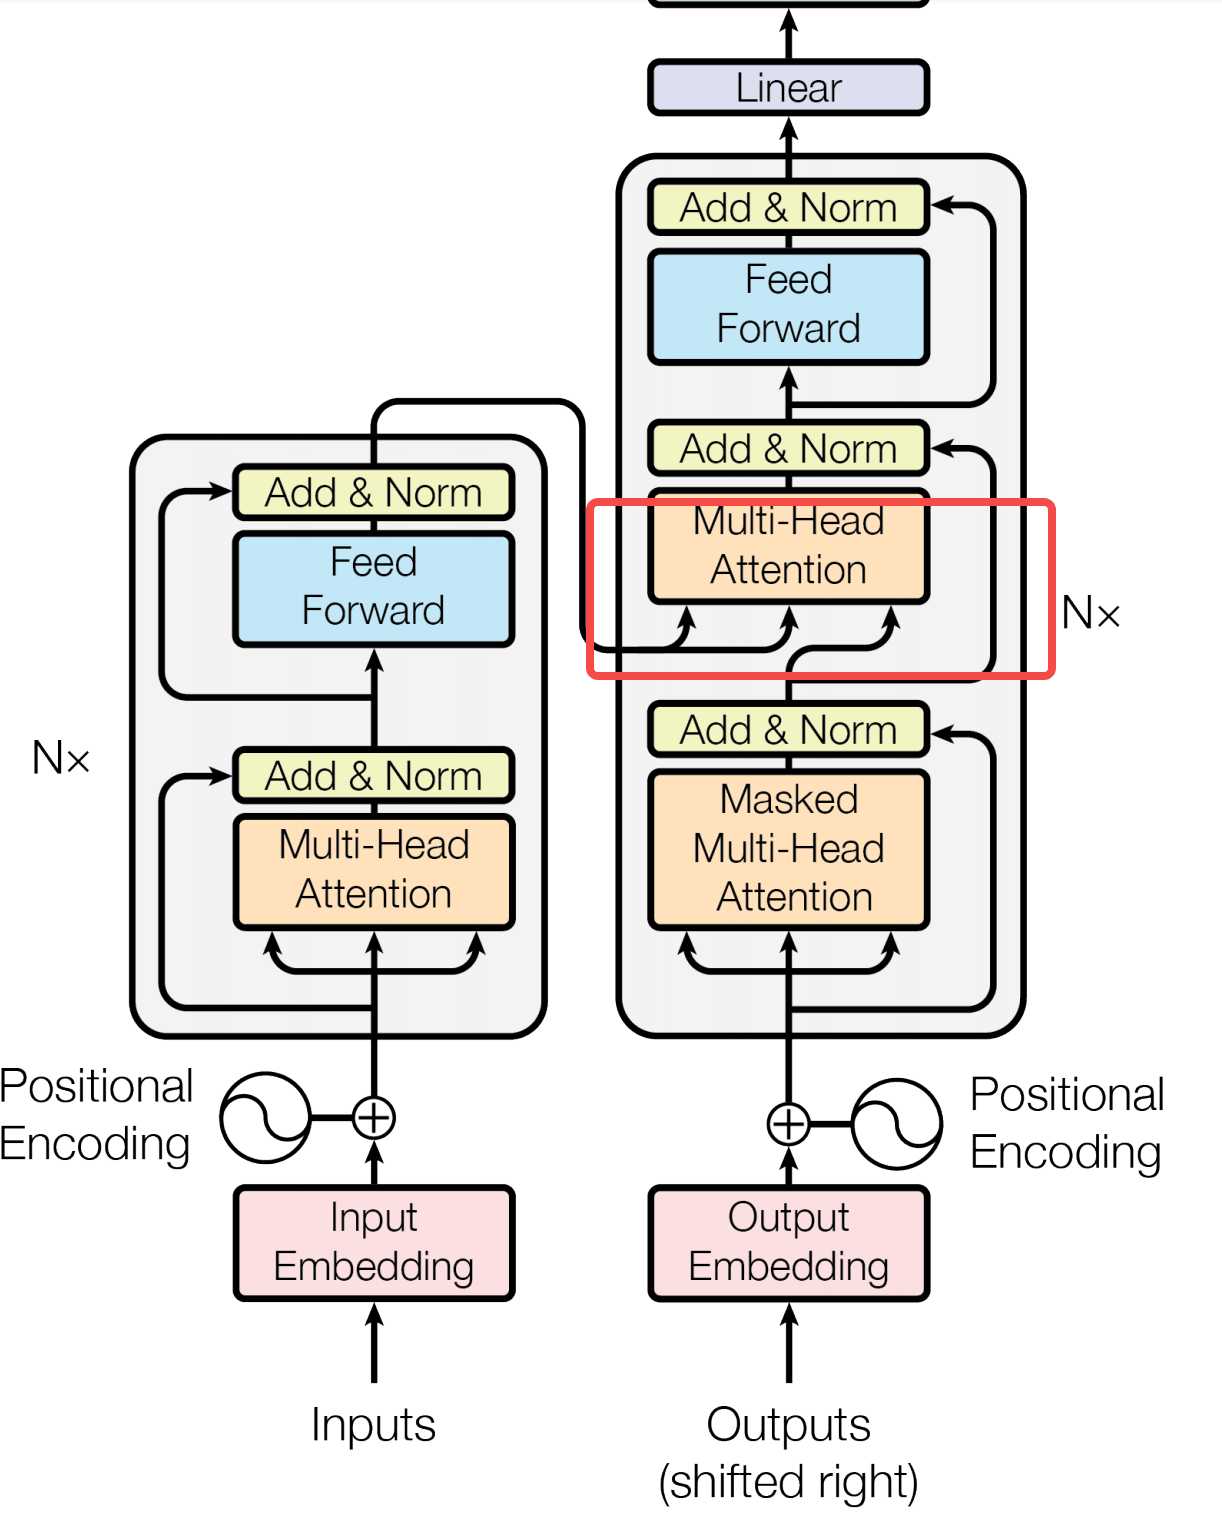 Linear
Add & Norm
Feed
Forward
Add & Norm
Multi-Head
Attention
Nx
Add & Norm
Masked
Multi-Head
Attention
Add & Norm
Feed
Forward
Nx
Add & Norm
Multi-Head
Attention
Positional
Encoding
Positional
Encoding
Input
Embedding
Output
Embedding
Inputs
Outputs
(shifted right)